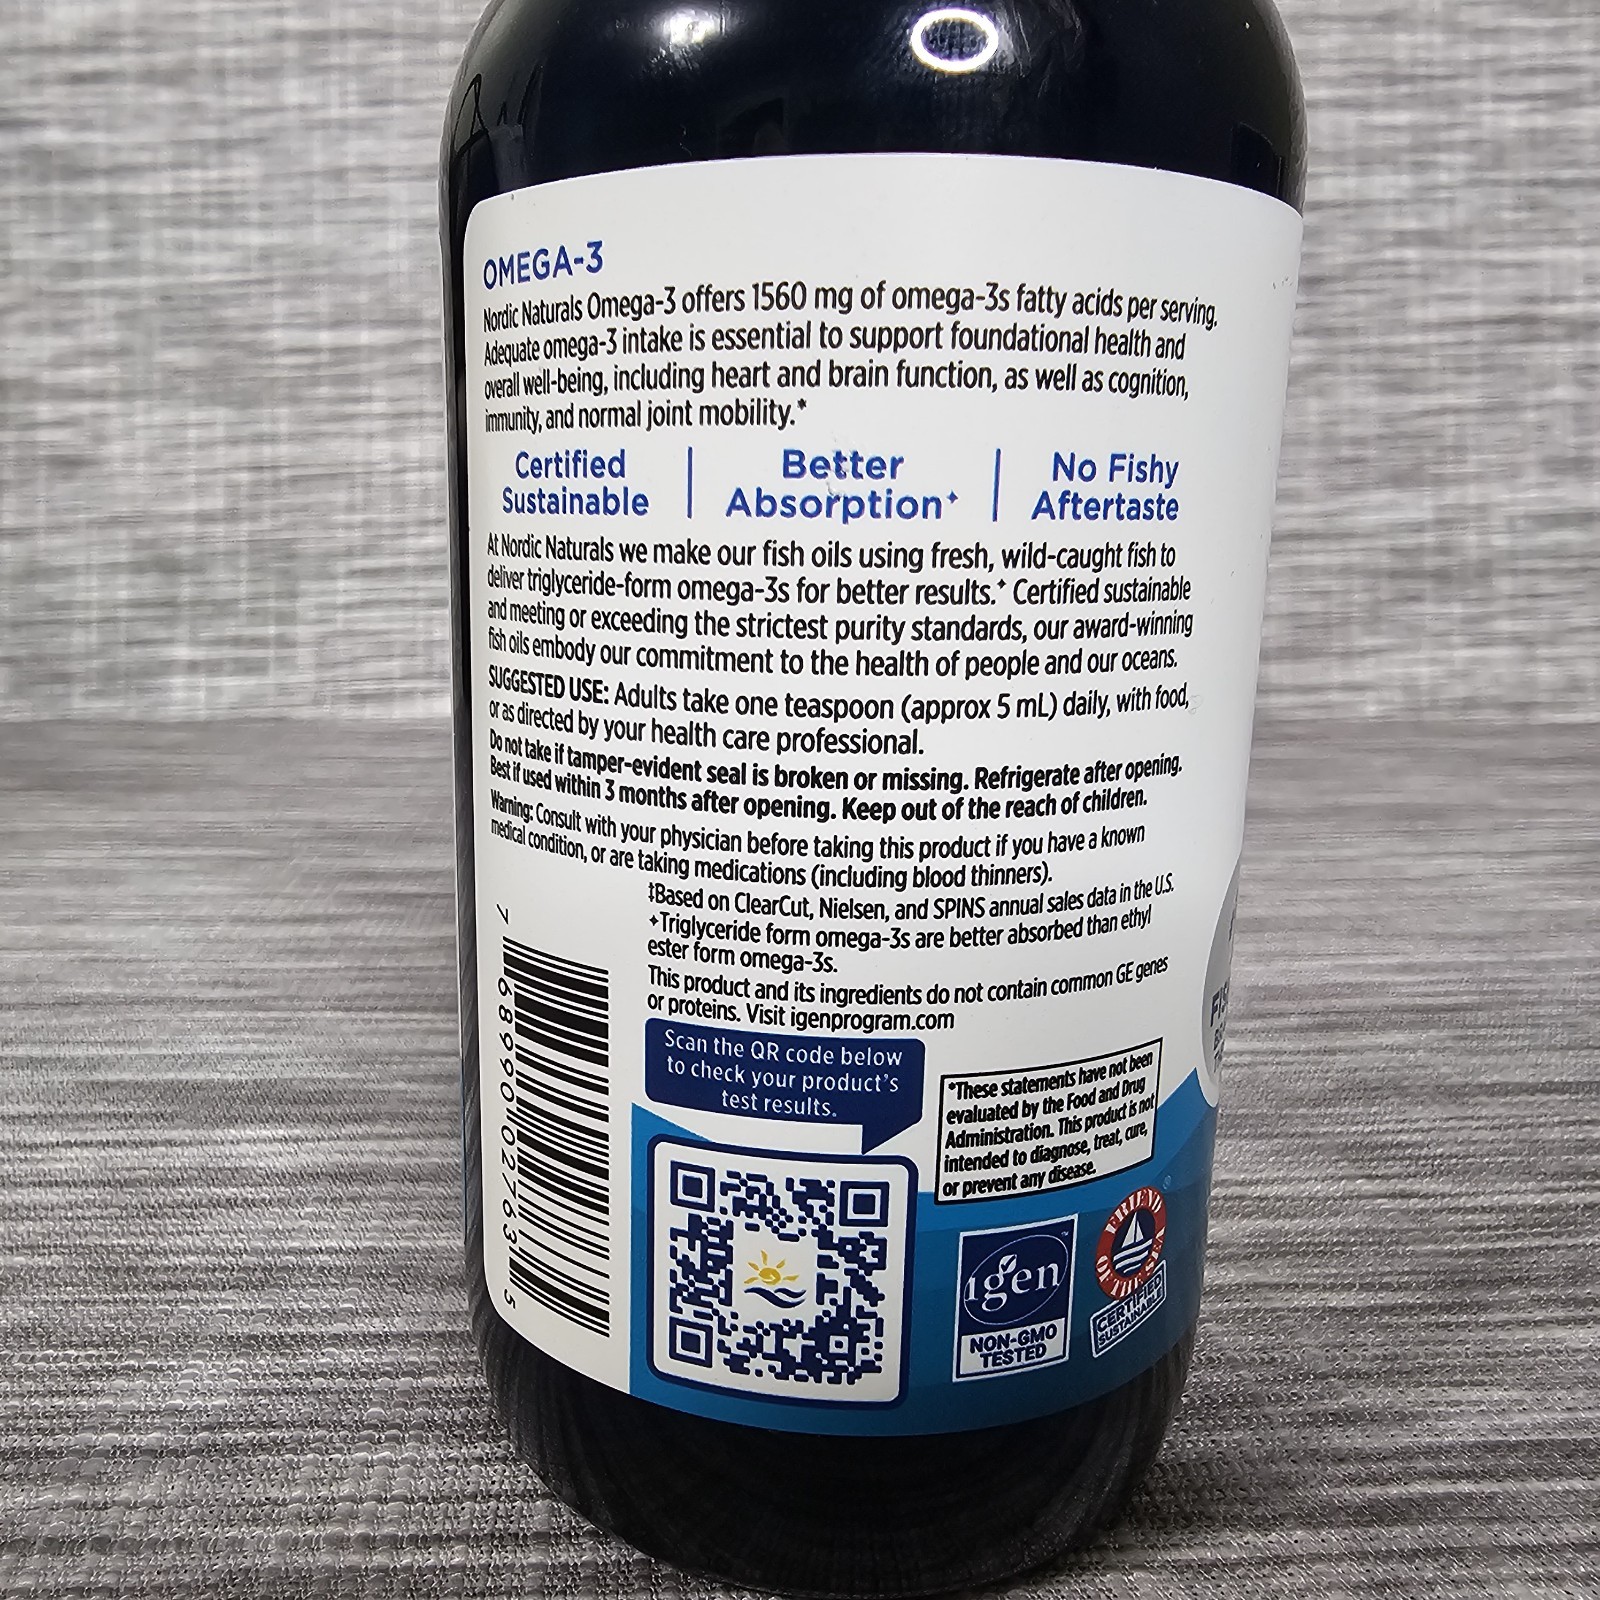 OMEGA-3
Nordic Naturals Omega-3 offers 1560 mg of omega-3s fatty acids per serving.
Adequate omega-3 intake is essential to support foundational health and
overall well-being, including heart and brain function, as well as cognition,
immunity, and normal joint mobility.*
Certified Sustainable
Better Absorption✦
No Fishy Aftertaste
At Nordic Naturals we make our fish oils using fresh, wild-caught fish to
deliver triglyceride-form omega-3s for better results.✦ Certified sustainable
and meeting or exceeding the strictest purity standards, our award-winning
fish oils embody our commitment to the health of people and our oceans.
SUGGESTED USE: Adults take one teaspoon (approx 5 mL) daily, with food,
or as directed by your health care professional.
Do not take if tamper-evident seal is broken or missing. Refrigerate after opening.
Best if used within 3 months after opening. Keep out of the reach of children.
Warning: Consult with your physician before taking this product if you have a known
medical condition, or are taking medications (including blood thinners).
‡Based on ClearCut, Nielsen, and SPINS annual sales data in the U.S.
✦Triglyceride form omega-3s are better absorbed than ethyl
ester form omega-3s.
This product and its ingredients do not contain common GE genes
or proteins. Visit igenprogram.com
7 68990 02763 5
Scan the QR code below
to check your product's
test results.
*These statements have not been
evaluated by the Food and Drug
Administration. This product is not
intended to diagnose, treat, cure,
or prevent any disease.
igen™
NON-GMO
TESTED
FRIEND OF THE SEA®
CERTIFIED
SUSTAINABLE